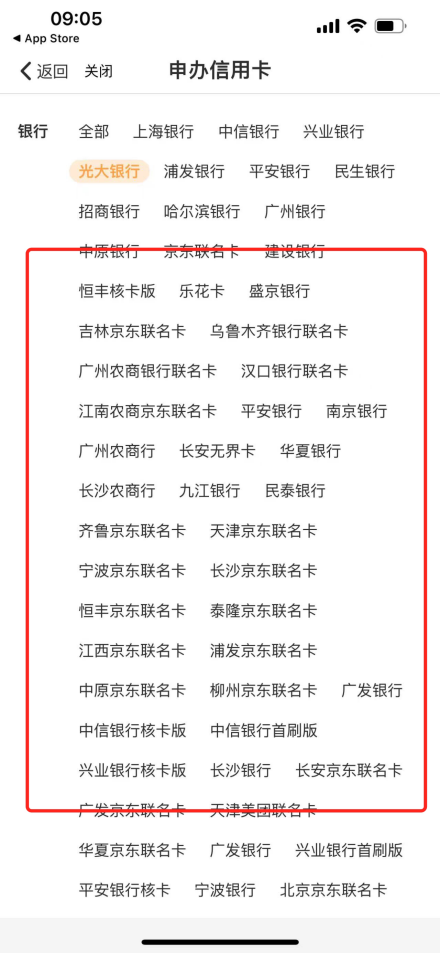 09:05
◀ App Store
返回 关闭 申办信用卡
银行 全部 上海银行 中信银行 兴业银行
光大银行 浦发银行 平安银行 民生银行
招商银行 哈尔滨银行 广州银行
中原银行 京东联名卡 建设银行
恒丰核卡版 乐花卡 盛京银行
吉林京东联名卡 乌鲁木齐银行联名卡
广州农商银行联名卡 汉口银行联名卡
江南农商京东联名卡 平安银行 南京银行
广州农商行 长安无界卡 华夏银行
长沙农商行 九江银行 民泰银行
齐鲁京东联名卡 天津京东联名卡
宁波京东联名卡 长沙京东联名卡
恒丰京东联名卡 泰隆京东联名卡
江西京东联名卡 浦发京东联名卡
中原京东联名卡 柳州京东联名卡 广发银行
中信银行核卡版 中信银行首刷版
兴业银行核卡版 长沙银行 长安京东联名卡
广发京东联名卡 天津美团联名卡
华夏京东联名卡 广发银行 兴业银行首刷版
平安银行核卡 宁波银行 北京京东联名卡